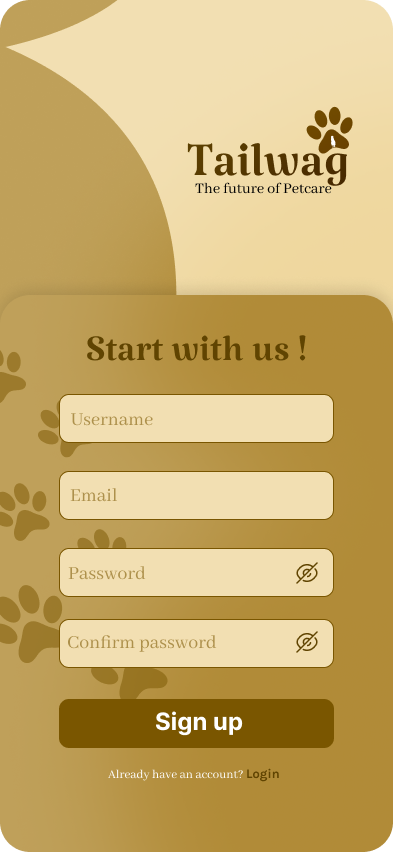 Tailwag
The future of Petcare
Start with us !
Username
Email
Password
Confirm password
Sign up
Already have an account? Login